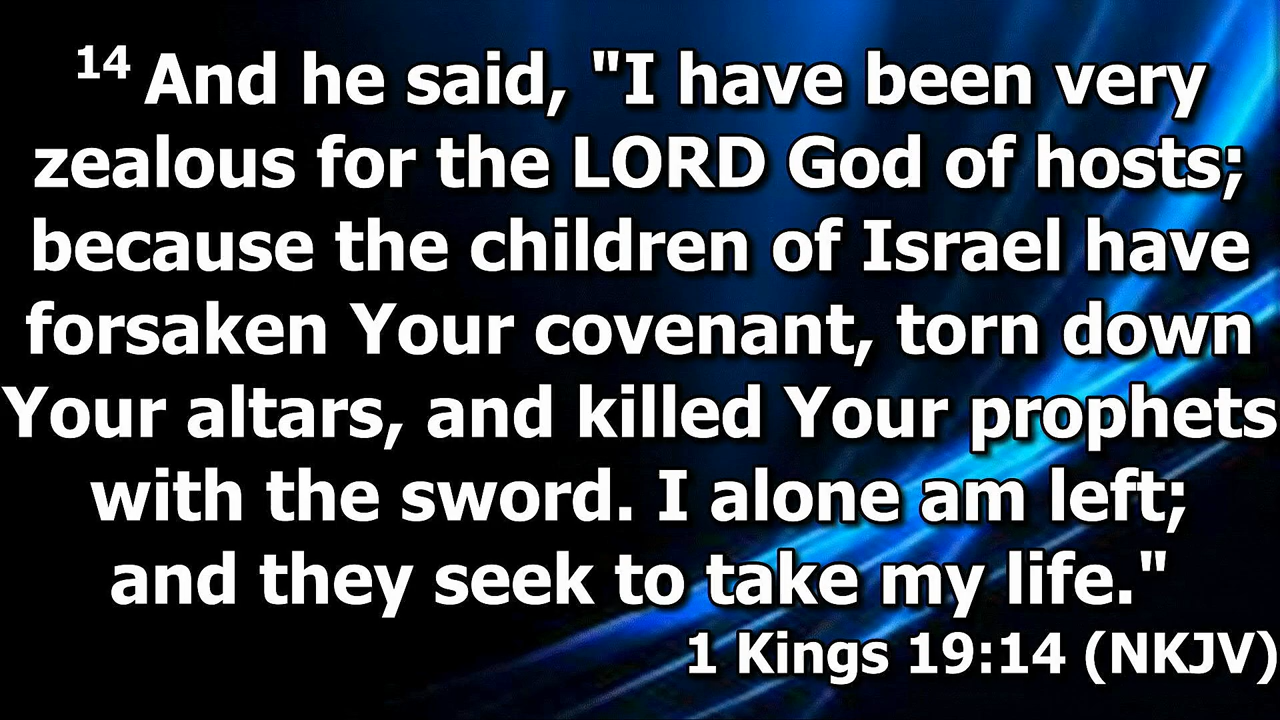 14 And he said, "I have been very
zealous for the LORD God of hosts;
because the children of Israel have
forsaken Your covenant, torn down
Your altars, and killed Your prophets
with the sword. I alone am left;
and they seek to take my life."
1 Kings 19:14 (NKJV)